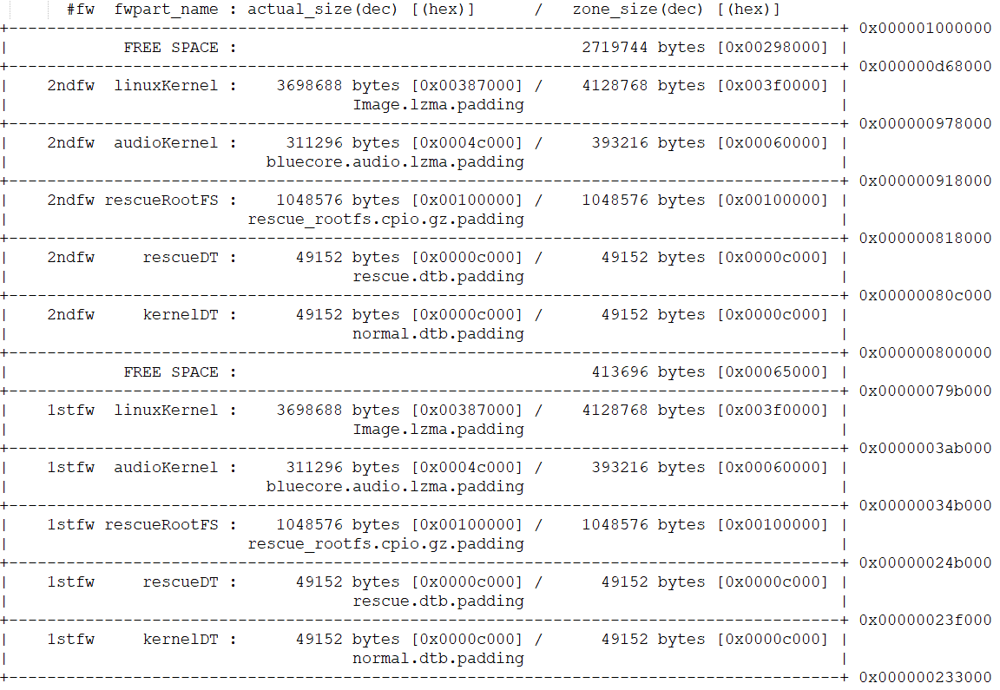 #fw  fwpart_name : actual_size(dec) [(hex)]      /   zone_size(dec) [(hex)]
+---------------------------------------------------------------------------------------+ 0x000001000000
|            FREE SPACE :                                    2719744 bytes [0x00298000] |
+---------------------------------------------------------------------------------------+ 0x000000d68000
|    2ndfw  linuxKernel :    3698688 bytes [0x00387000] /    4128768 bytes [0x003f0000] |
|                                    Image.lzma.padding                                 |
+---------------------------------------------------------------------------------------+ 0x000000978000
|    2ndfw  audioKernel :     311296 bytes [0x0004c000] /     393216 bytes [0x00060000] |
|                           bluecore.audio.lzma.padding                                 |
+---------------------------------------------------------------------------------------+ 0x000000918000
|    2ndfw rescueRootFS :    1048576 bytes [0x00100000] /    1048576 bytes [0x00100000] |
|                         rescue_rootfs.cpio.gz.padding                                 |
+---------------------------------------------------------------------------------------+ 0x000000818000
|    2ndfw     rescueDT :      49152 bytes [0x0000c000] /      49152 bytes [0x0000c000] |
|                                    rescue.dtb.padding                                 |
+---------------------------------------------------------------------------------------+ 0x00000080c000
|    2ndfw     kernelDT :      49152 bytes [0x0000c000] /      49152 bytes [0x0000c000] |
|                                    normal.dtb.padding                                 |
+---------------------------------------------------------------------------------------+ 0x000000800000
|            FREE SPACE :                                     413696 bytes [0x00065000] |
+---------------------------------------------------------------------------------------+ 0x00000079b000
|    1stfw  linuxKernel :    3698688 bytes [0x00387000] /    4128768 bytes [0x003f0000] |
|                                    Image.lzma.padding                                 |
+---------------------------------------------------------------------------------------+ 0x0000003ab000
|    1stfw  audioKernel :     311296 bytes [0x0004c000] /     393216 bytes [0x00060000] |
|                           bluecore.audio.lzma.padding                                 |
+---------------------------------------------------------------------------------------+ 0x00000034b000
|    1stfw rescueRootFS :    1048576 bytes [0x00100000] /    1048576 bytes [0x00100000] |
|                         rescue_rootfs.cpio.gz.padding                                 |
+---------------------------------------------------------------------------------------+ 0x00000024b000
|    1stfw     rescueDT :      49152 bytes [0x0000c000] /      49152 bytes [0x0000c000] |
|                                    rescue.dtb.padding                                 |
+---------------------------------------------------------------------------------------+ 0x00000023f000
|    1stfw     kernelDT :      49152 bytes [0x0000c000] /      49152 bytes [0x0000c000] |
|                                    normal.dtb.padding                                 |
+---------------------------------------------------------------------------------------+ 0x000000233000